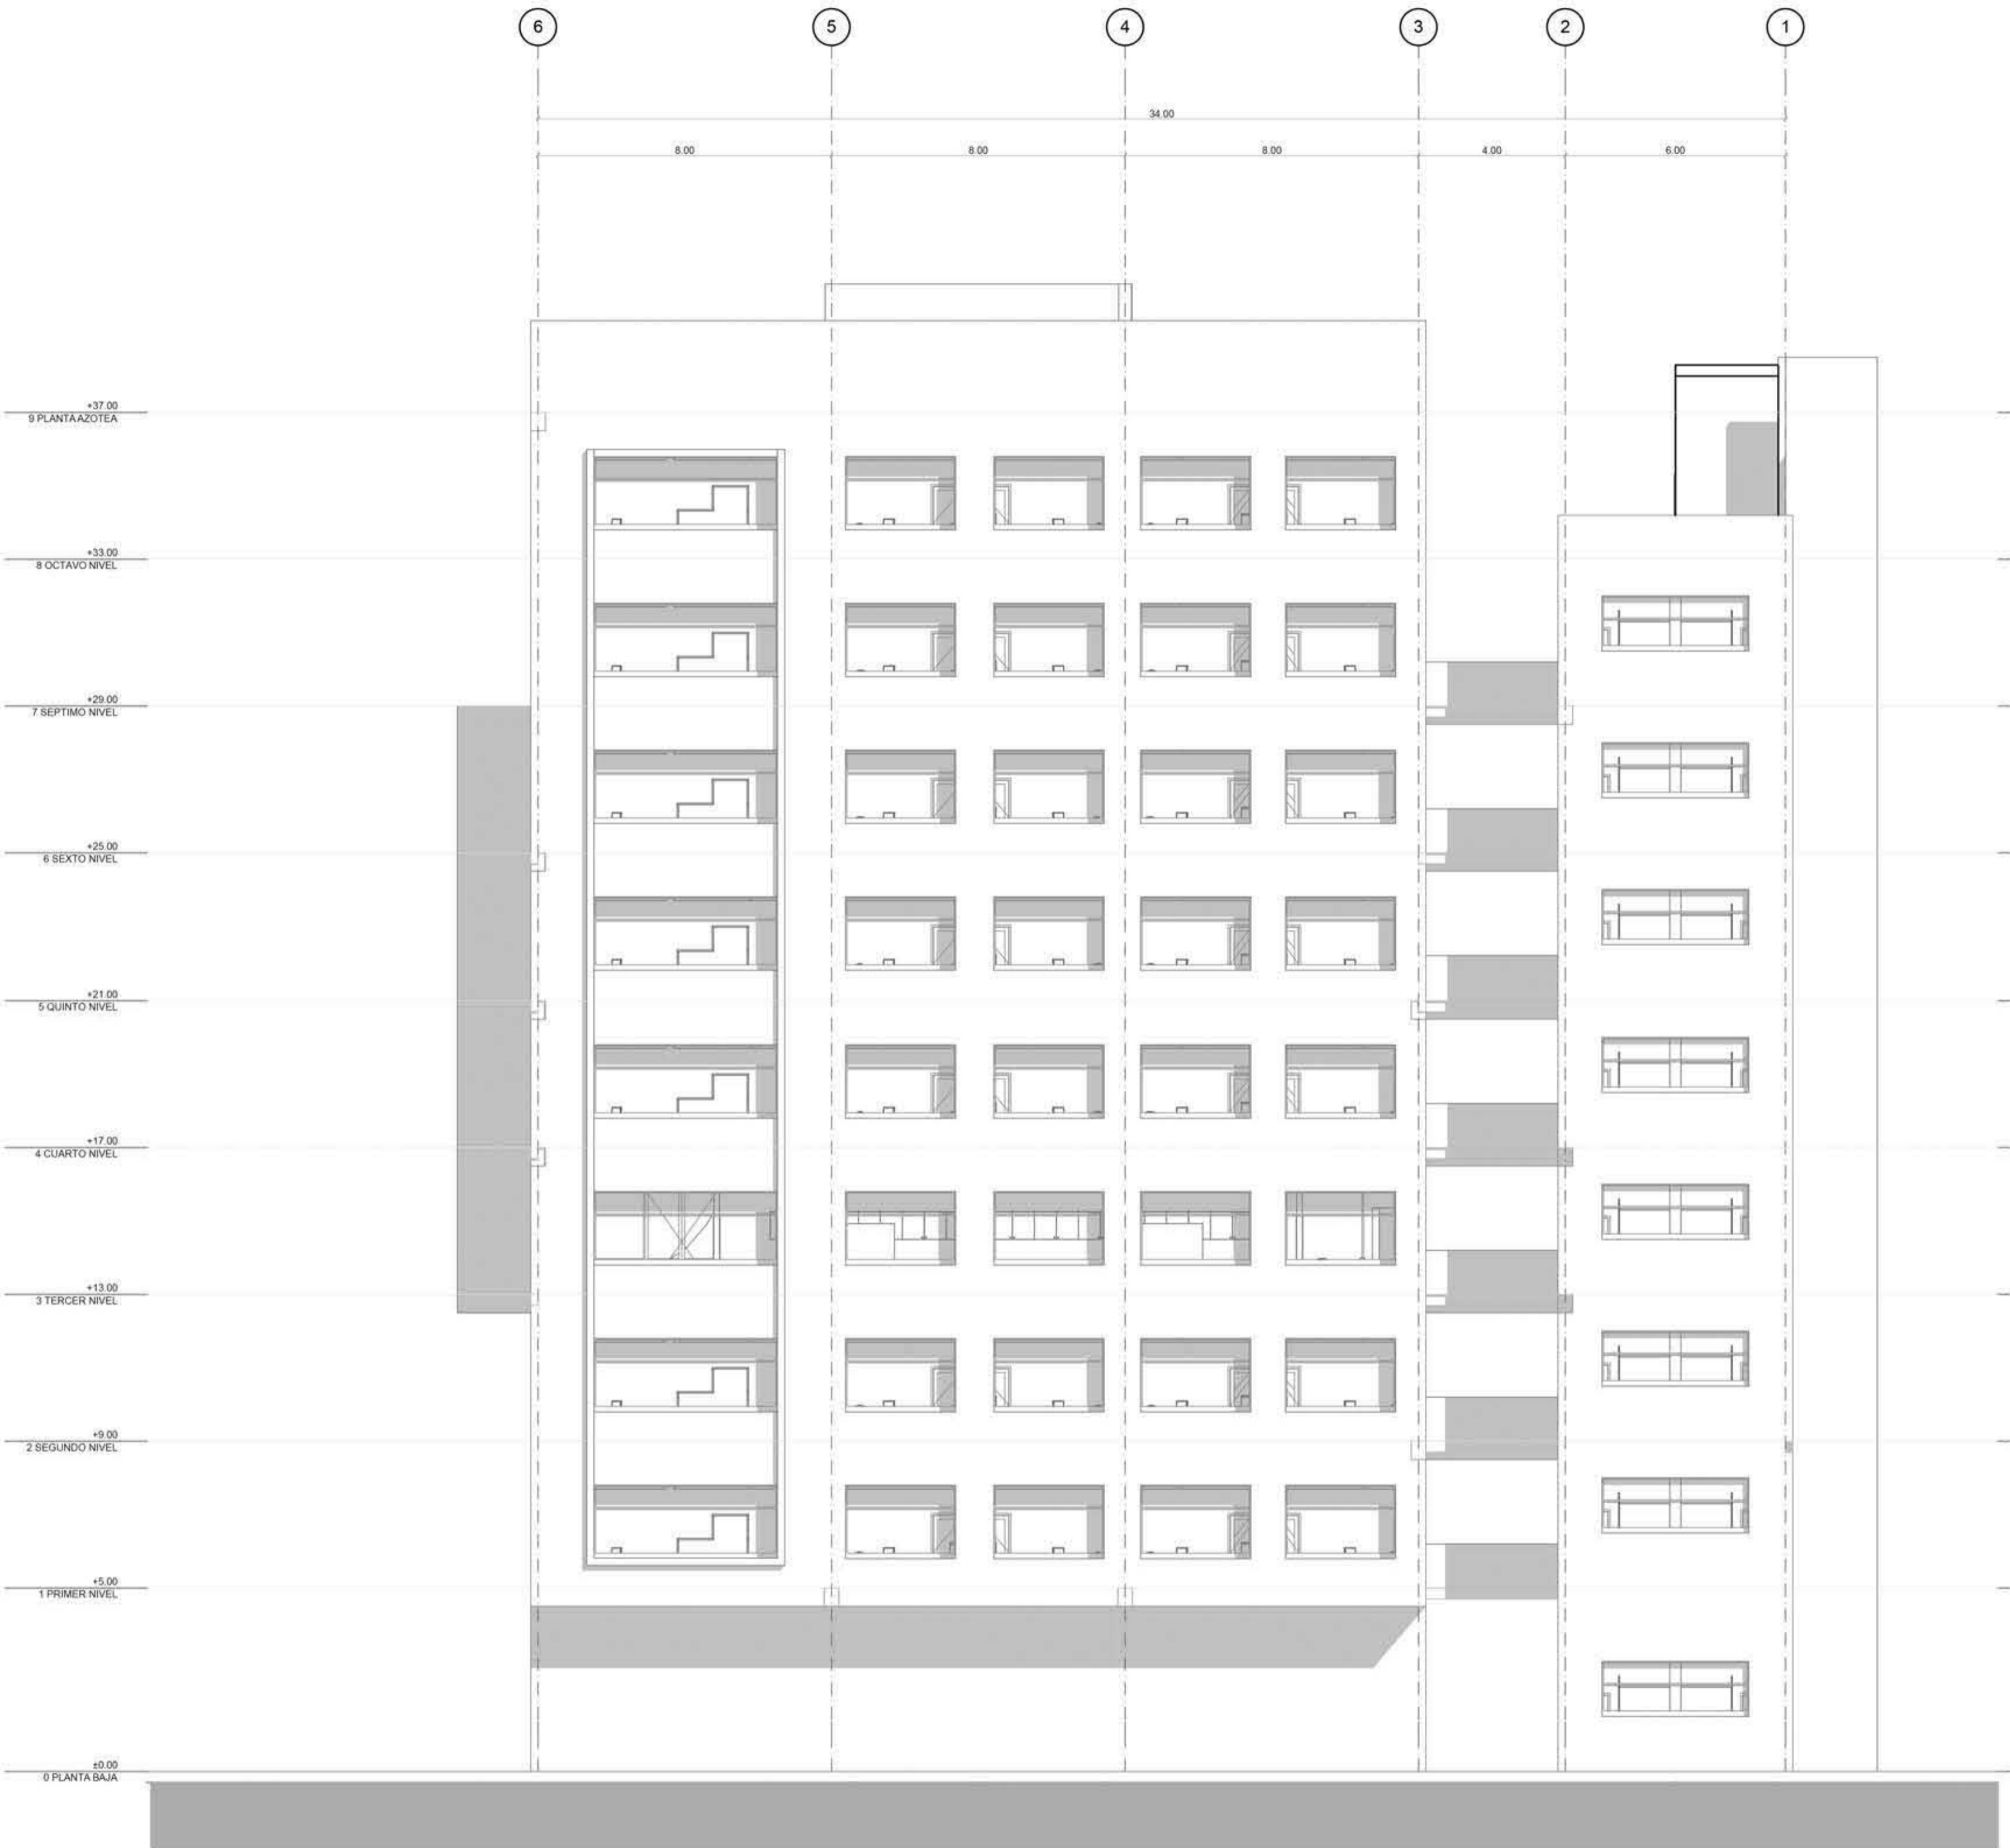 6 5 4 3 2 1
34.00
8.00 8.00 8.00 4.00 6.00
+37.00
9 PLANTA AZOTEA
+33.00
8 OCTAVO NIVEL
+29.00
7 SEPTIMO NIVEL
+25.00
6 SEXTO NIVEL
+21.00
5 QUINTO NIVEL
+17.00
4 CUARTO NIVEL
+13.00
3 TERCER NIVEL
+9.00
2 SEGUNDO NIVEL
+5.00
1 PRIMER NIVEL
±0.00
0 PLANTA BAJA